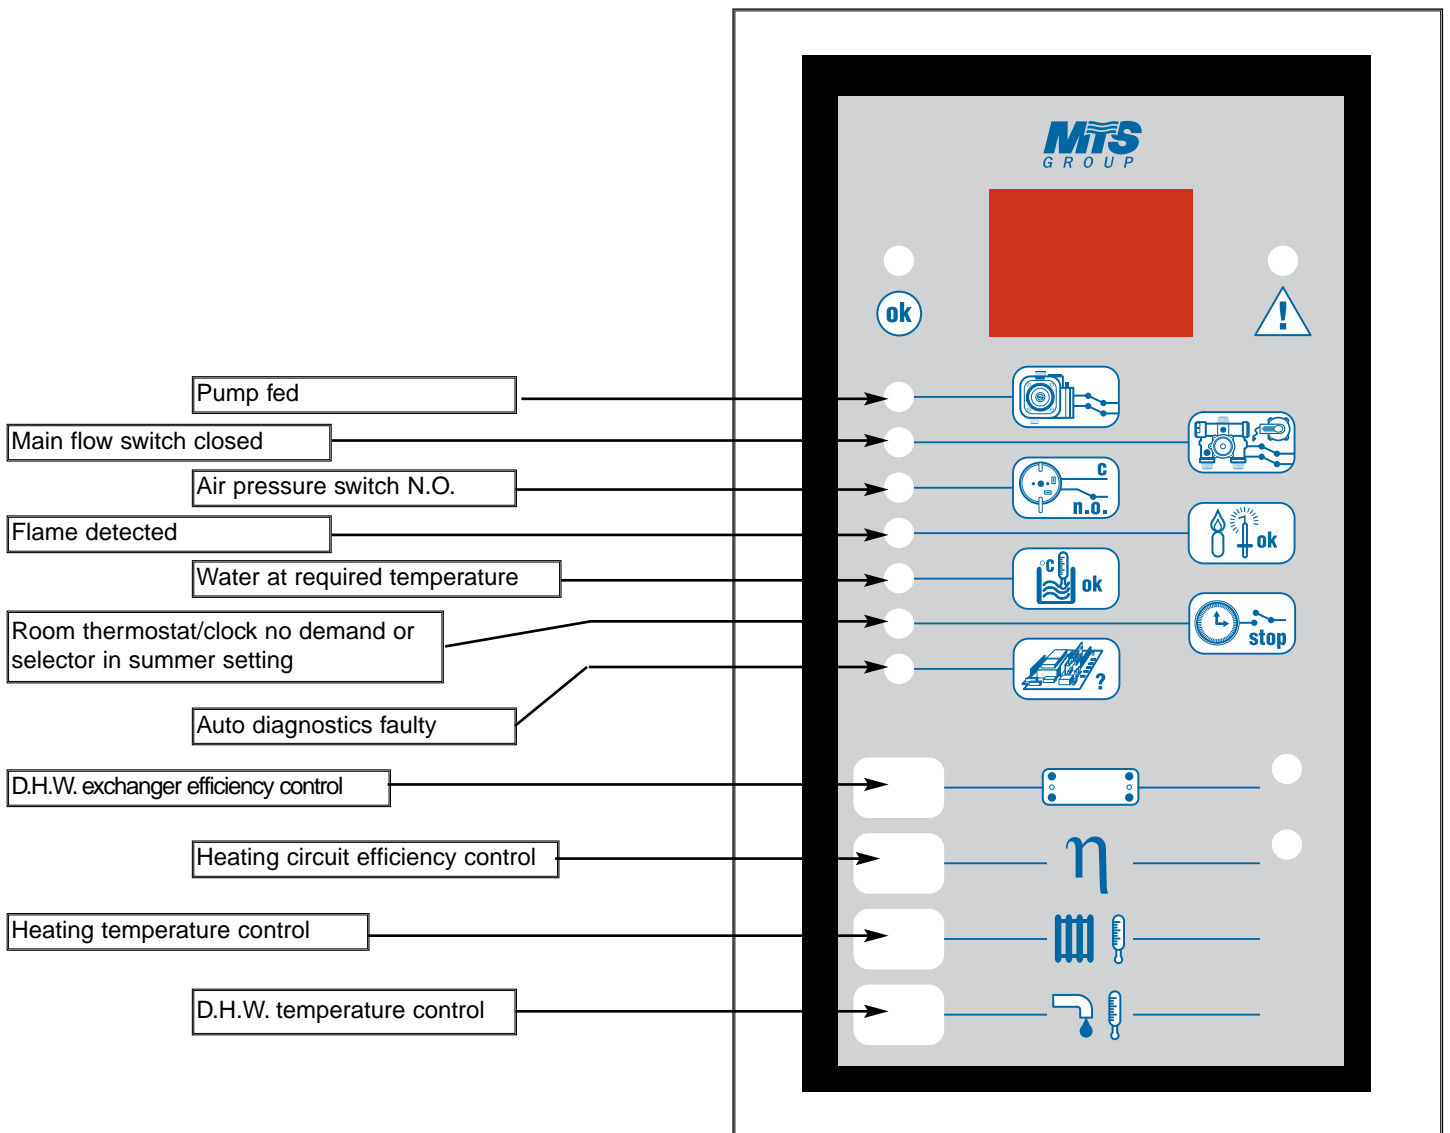 MTS
GROUP
ok
!
Pump fed
Main flow switch closed
C
Air pressure switch N.O.
n.o.
Flame detected
ok
°C
Water at required temperature
ok
Room thermostat/clock no demand or
selector in summer setting
stop
?
Auto diagnostics faulty
D.H.W. exchanger efficiency control
Heating circuit efficiency control
η
Heating temperature control
D.H.W. temperature control